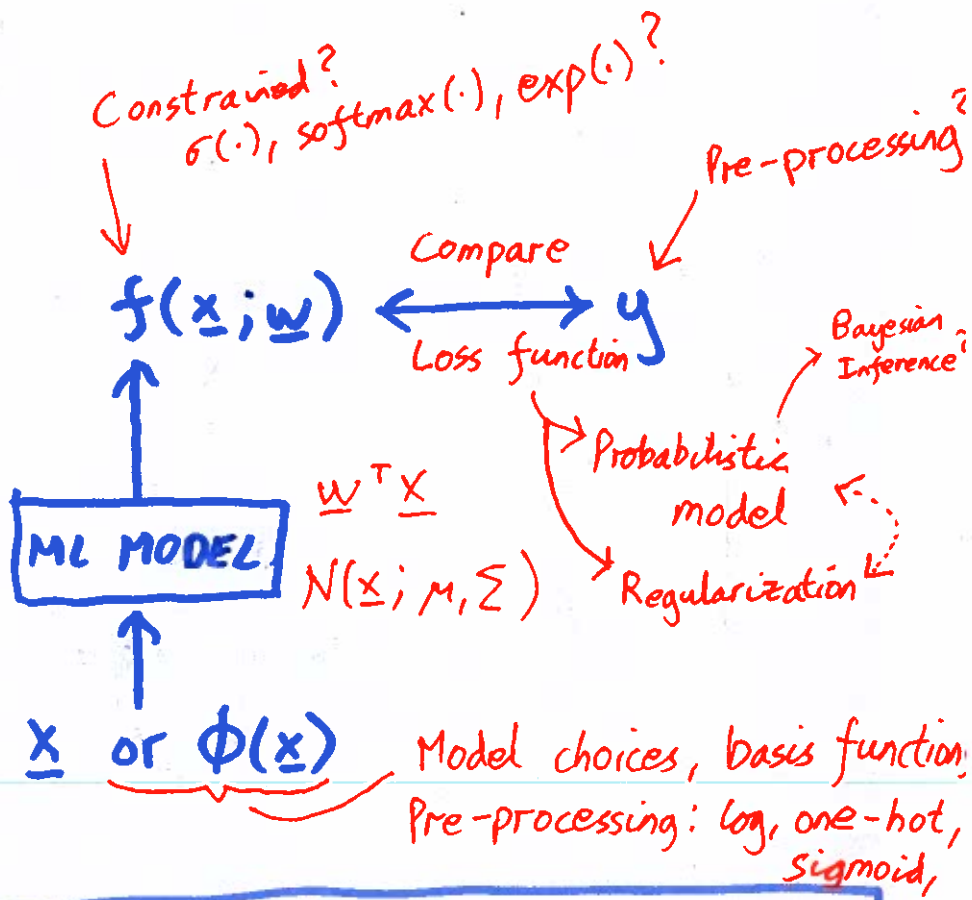 Constrained?
σ(·), softmax(·), exp(·)?
Pre-processing?
Compare
f(x; w)
y
Loss function
Bayesian
Inference?
Probabilistic
model
w^T x
ML MODEL
N(x; μ, Σ)
Regularization
x or Φ(x)
Model choices, basis functions
Pre-processing: log, one-hot,
sigmoid,